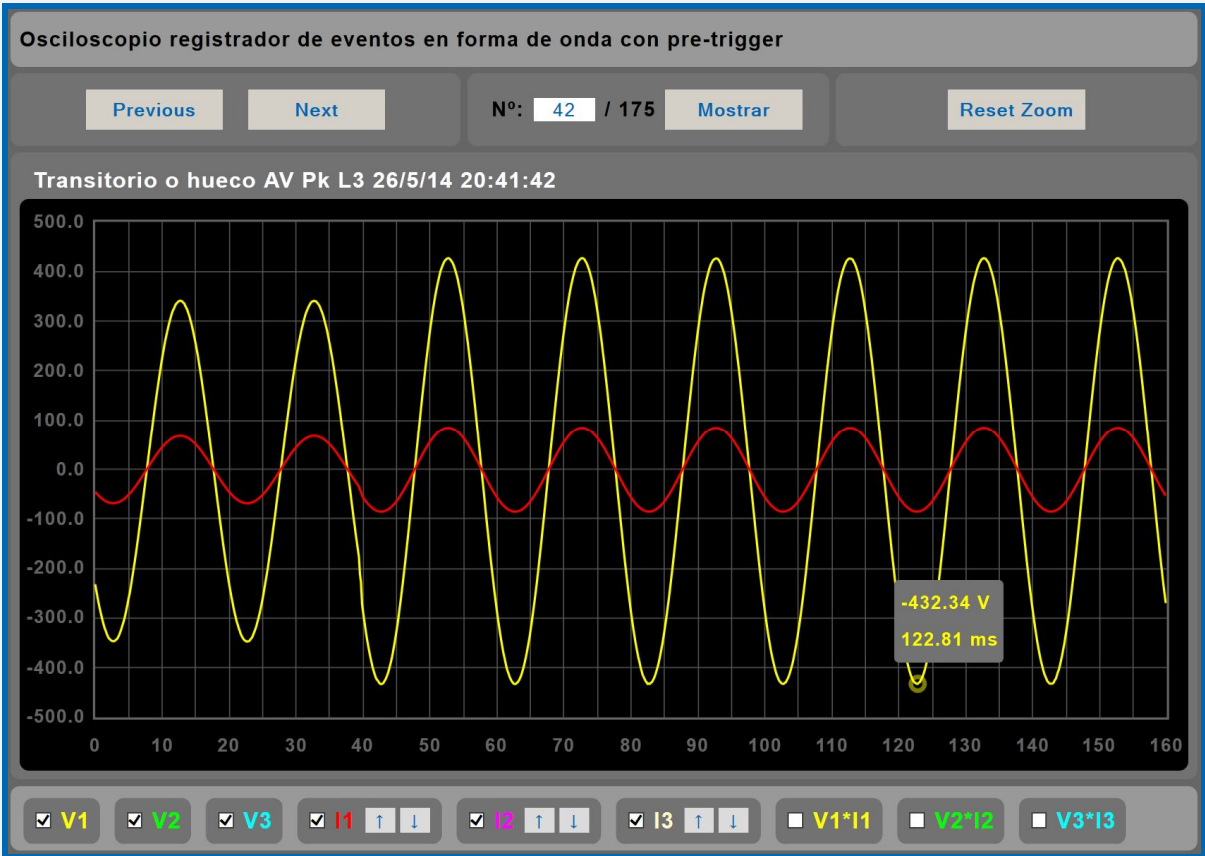 Osciloscopio registrador de eventos en forma de onda con pre-trigger
Previous Next Nº: 42 / 175 Mostrar Reset Zoom
Transitorio o hueco AV Pk L3 26/5/14 20:41:42
500.0
400.0
300.0
200.0
100.0
0.0
-100.0
-200.0
-300.0
-400.0
-500.0
-432.34 V
122.81 ms
0 10 20 30 40 50 60 70 80 90 100 110 120 130 140 150 160
V1 V2 V3 I1 ↑ ↓ I2 ↑ ↓ I3 ↑ ↓ V1*I1 V2*I2 V3*I3